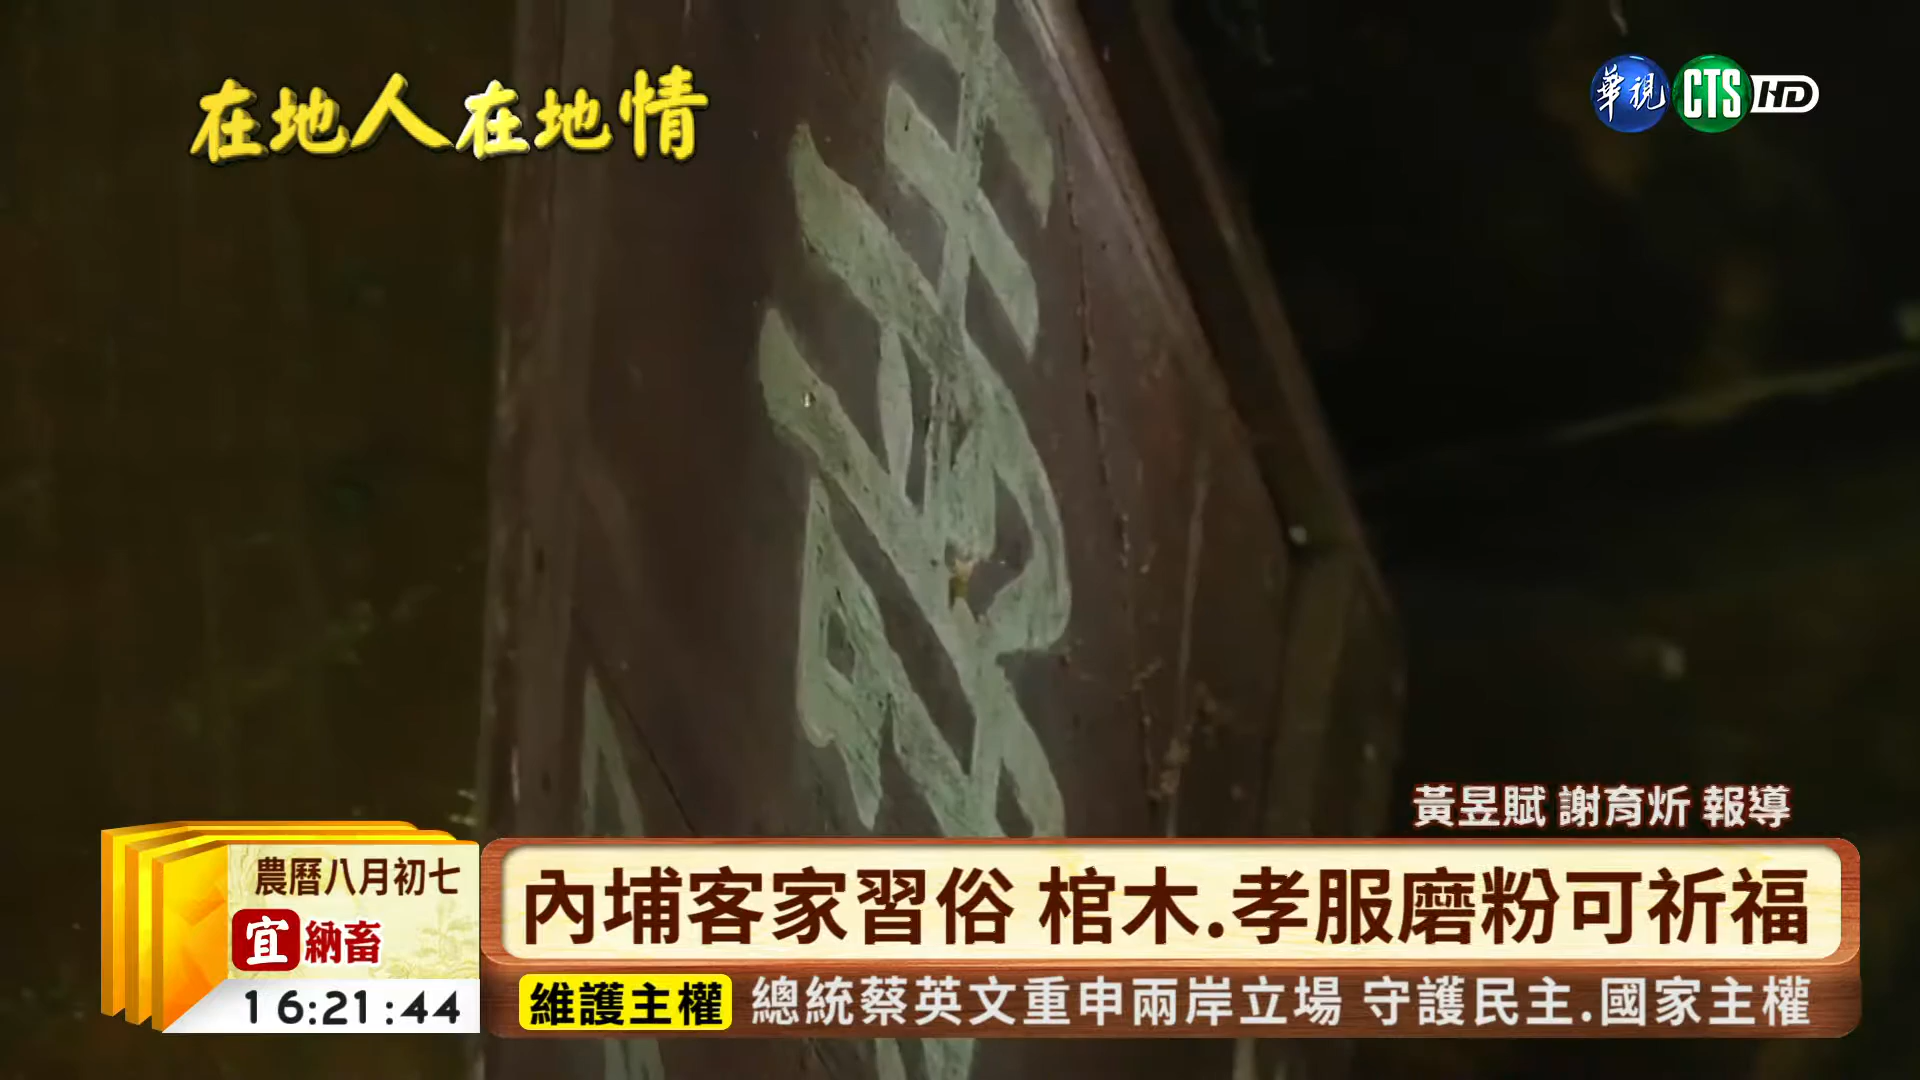 在地人在地情
華視 CTS HD
黃昱賦 謝育炘 報導
農曆八月初七
宜 納畜
16:21:44
內埔客家習俗 棺木.孝服磨粉可祈福
維護主權 總統蔡英文重申兩岸立場 守護民主.國家主權